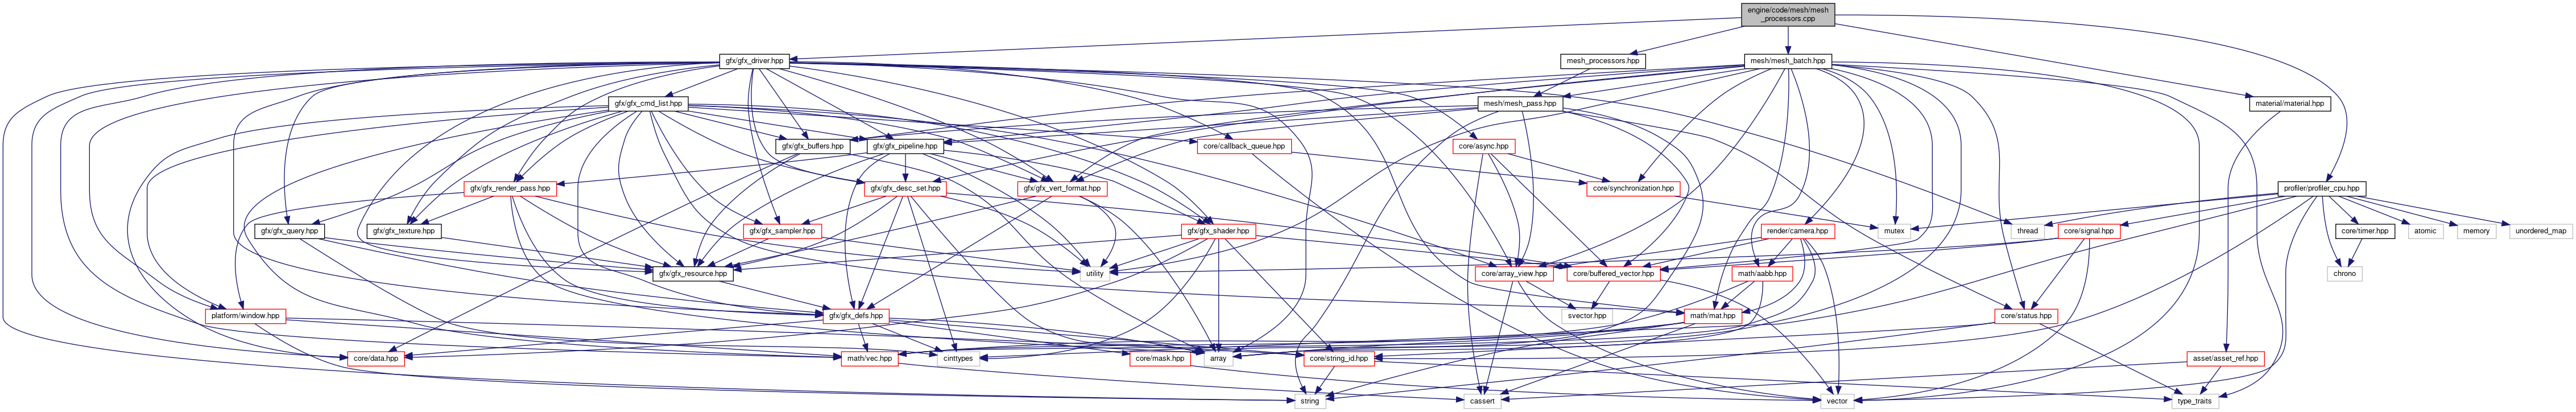 engine/code/mesh/mesh
_processors.cpp
gfx/gfx_driver.hpp
mesh_processors.hpp
mesh/mesh_batch.hpp
gfx/gfx_cmd_list.hpp
mesh/mesh_pass.hpp
material/material.hpp
gfx/gfx_buffers.hpp
gfx/gfx_pipeline.hpp
core/callback_queue.hpp
core/async.hpp
gfx/gfx_render_pass.hpp
gfx/gfx_desc_set.hpp
gfx/gfx_vert_format.hpp
core/synchronization.hpp
profiler/profiler_cpu.hpp
gfx/gfx_query.hpp
gfx/gfx_texture.hpp
gfx/gfx_sampler.hpp
gfx/gfx_shader.hpp
render/camera.hpp
mutex
thread
core/signal.hpp
core/timer.hpp
atomic
memory
unordered_map
gfx/gfx_resource.hpp
utility
core/array_view.hpp
core/buffered_vector.hpp
math/aabb.hpp
chrono
platform/window.hpp
gfx/gfx_defs.hpp
svector.hpp
math/mat.hpp
core/status.hpp
core/data.hpp
math/vec.hpp
cinttypes
core/mask.hpp
array
core/string_id.hpp
asset/asset_ref.hpp
string
cassert
vector
type_traits